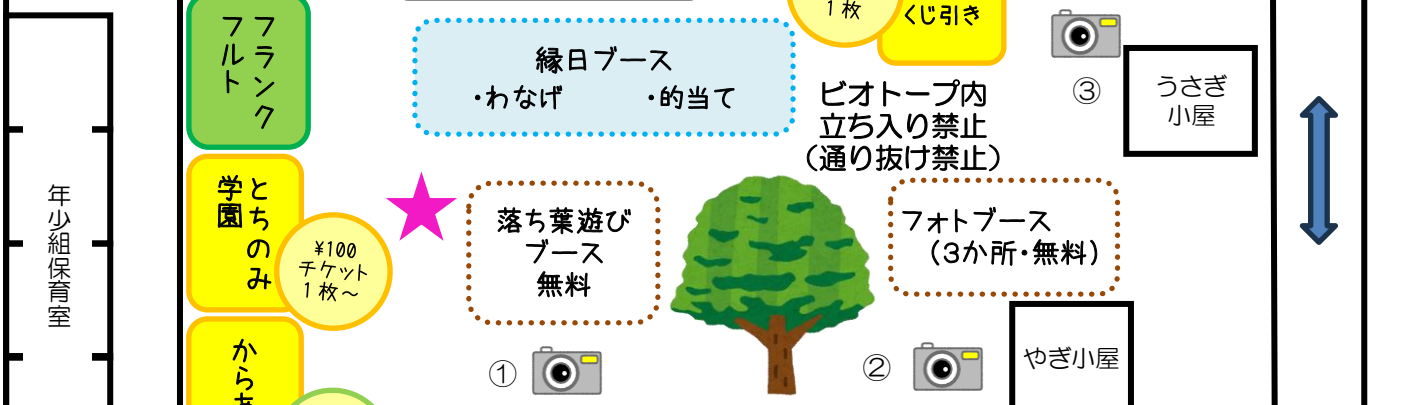 フランク
フルト
縁日ブース
・わなげ ・的当て
1枚
くじ引き
③
うさぎ
小屋
ビオトープ内
立ち入り禁止
（通り抜け禁止）
年少組保育室
とちのみ
学園
¥100
チケット
1枚～
落ち葉遊び
ブース
無料
フォトブース
（3か所・無料）
①
②
やぎ小屋
から